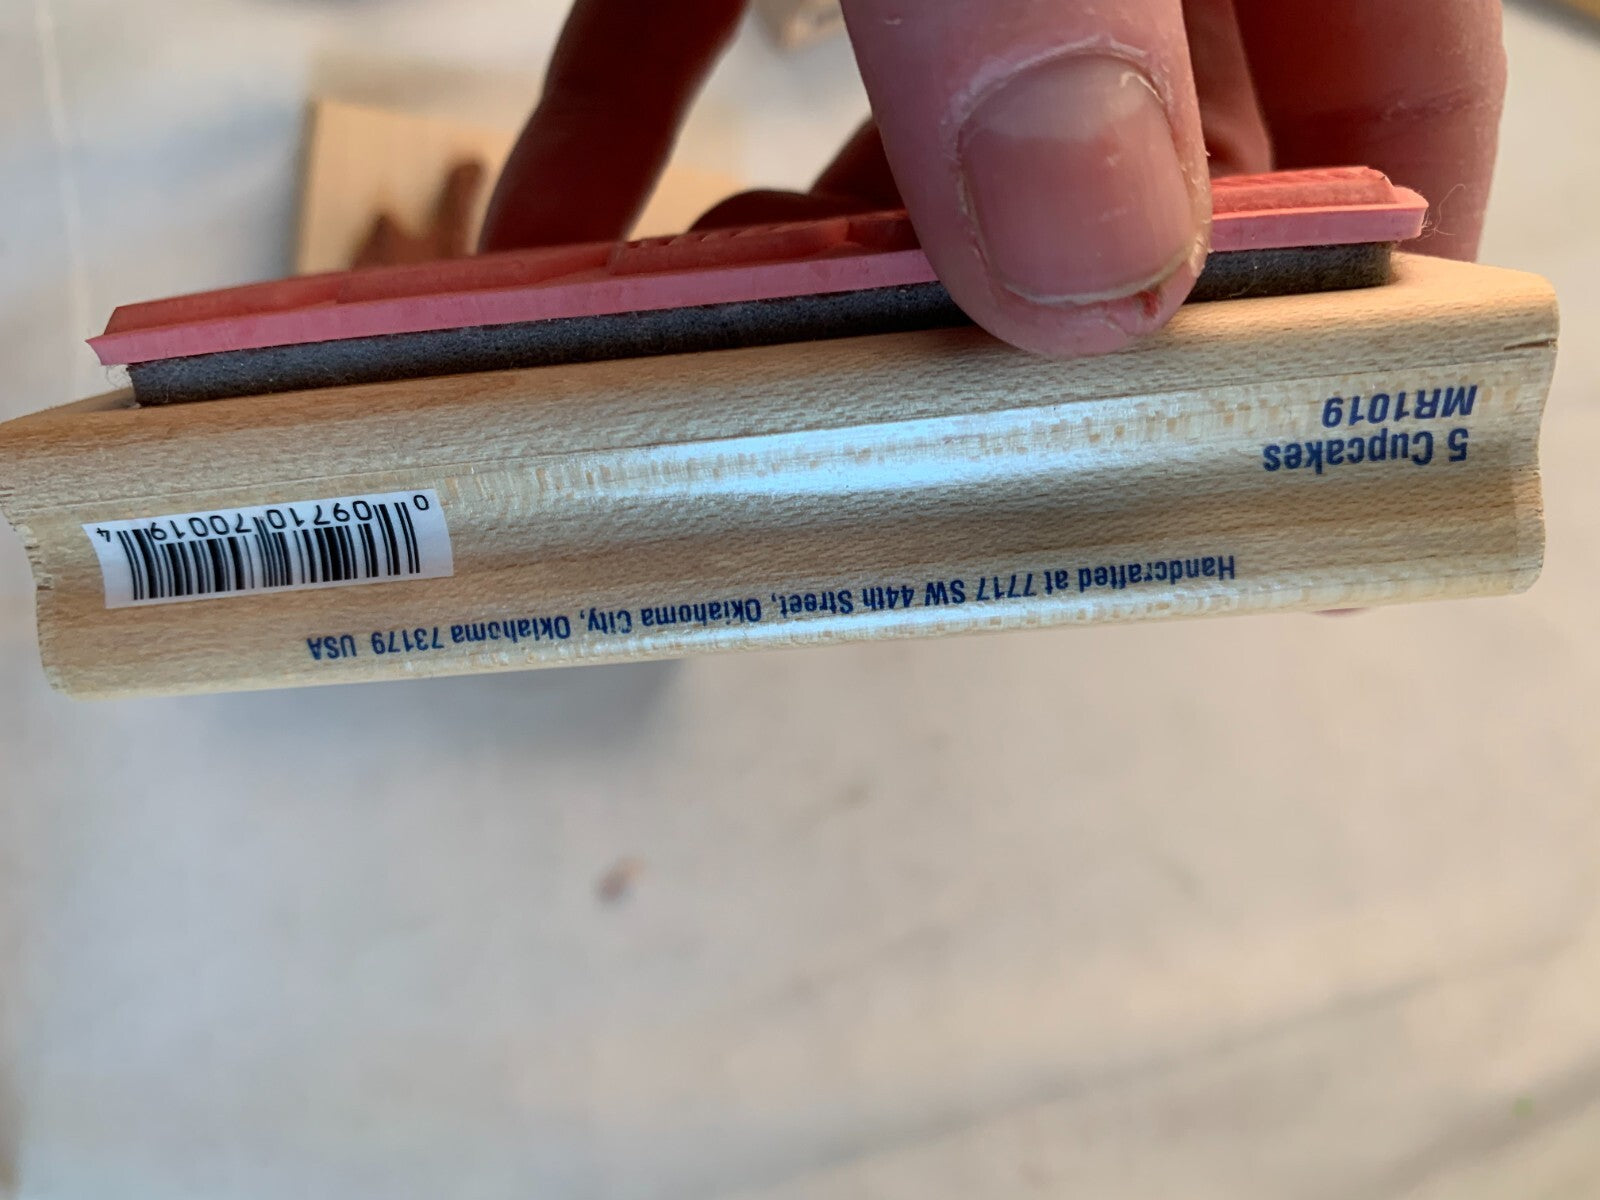 5 Cupcakes
MR1019
Handcrafted at 7717 SW 44th Street, Oklahoma City, Oklahoma 73179 USA
0 09710 70019 4